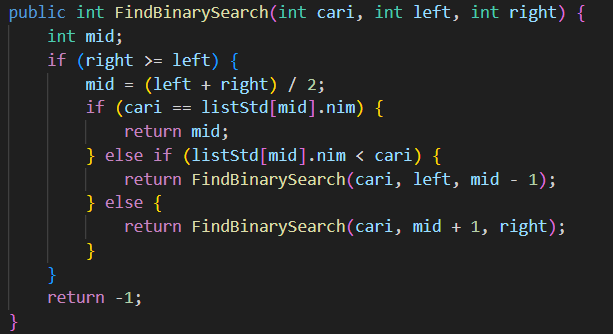 public int FindBinarySearch(int cari, int left, int right) {
    int mid;
    if (right >= left) {
        mid = (left + right) / 2;
        if (cari == listStd[mid].nim) {
            return mid;
        } else if (listStd[mid].nim < cari) {
            return FindBinarySearch(cari, left, mid - 1);
        } else {
            return FindBinarySearch(cari, mid + 1, right);
        }
    }
    return -1;
}